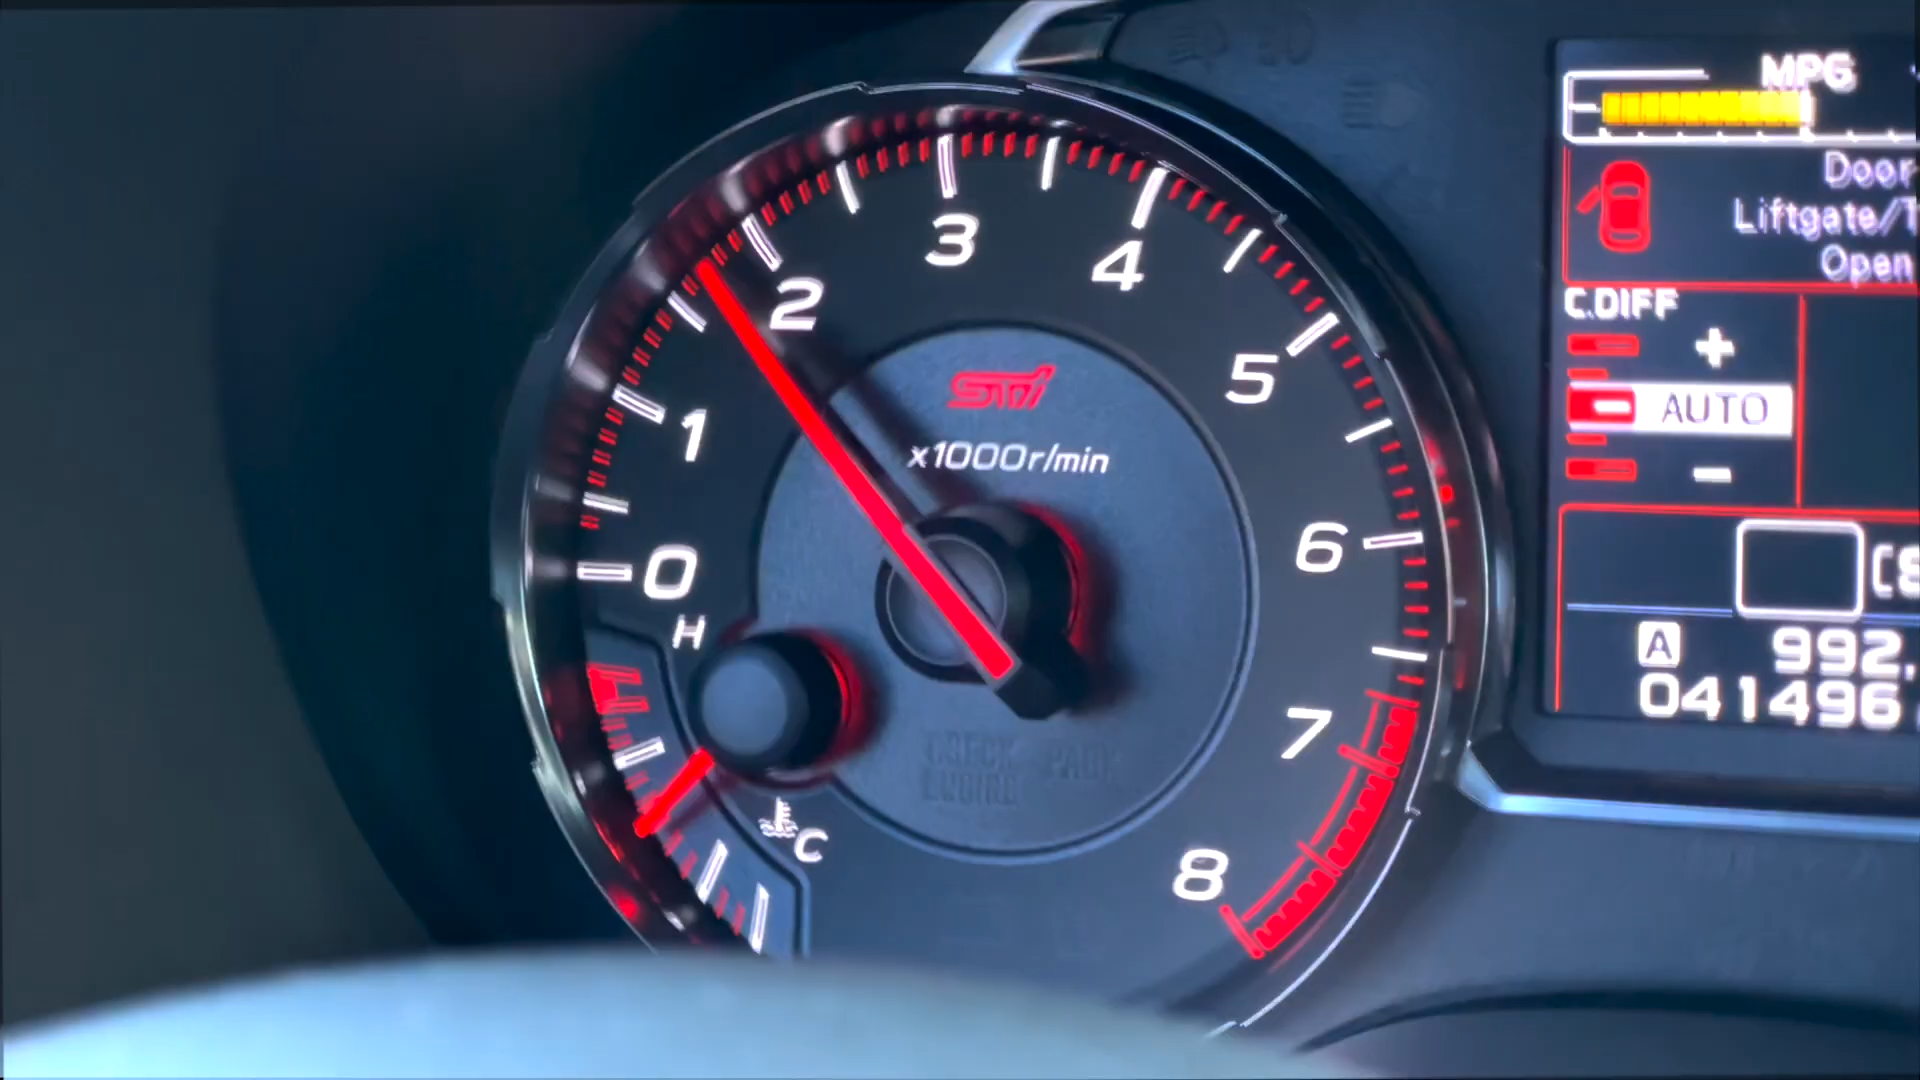 MPG
Door
Liftgate/T
Open
C.DIFF
+
AUTO
−
A 992.
041496
0
1
2
3
4
5
6
7
8
STI
x1000r/min
H
C
CHECK
ENGINE